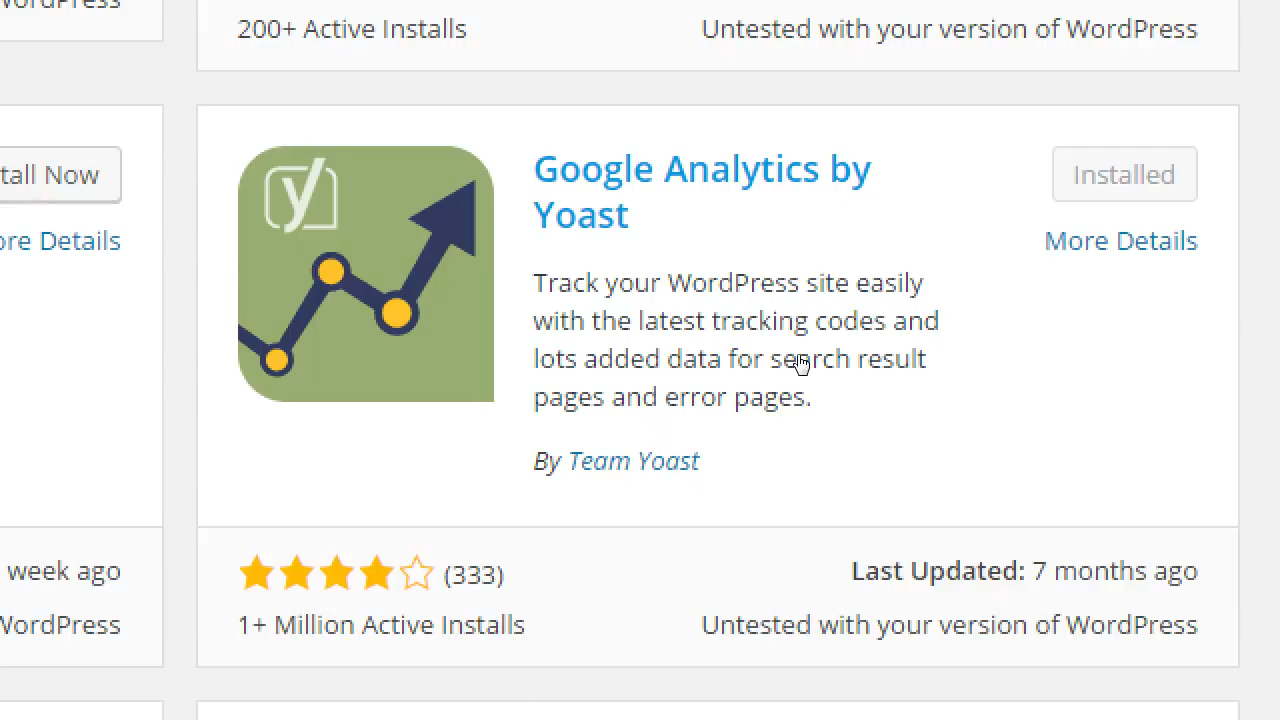 200+ Active Installs
Untested with your version of WordPress
tall Now
ore Details
Google Analytics by
Yoast
Installed
More Details
Track your WordPress site easily
with the latest tracking codes and
lots added data for search result
pages and error pages.
By Team Yoast
y
week ago
WordPress
(333)
Last Updated: 7 months ago
1+ Million Active Installs
Untested with your version of WordPress